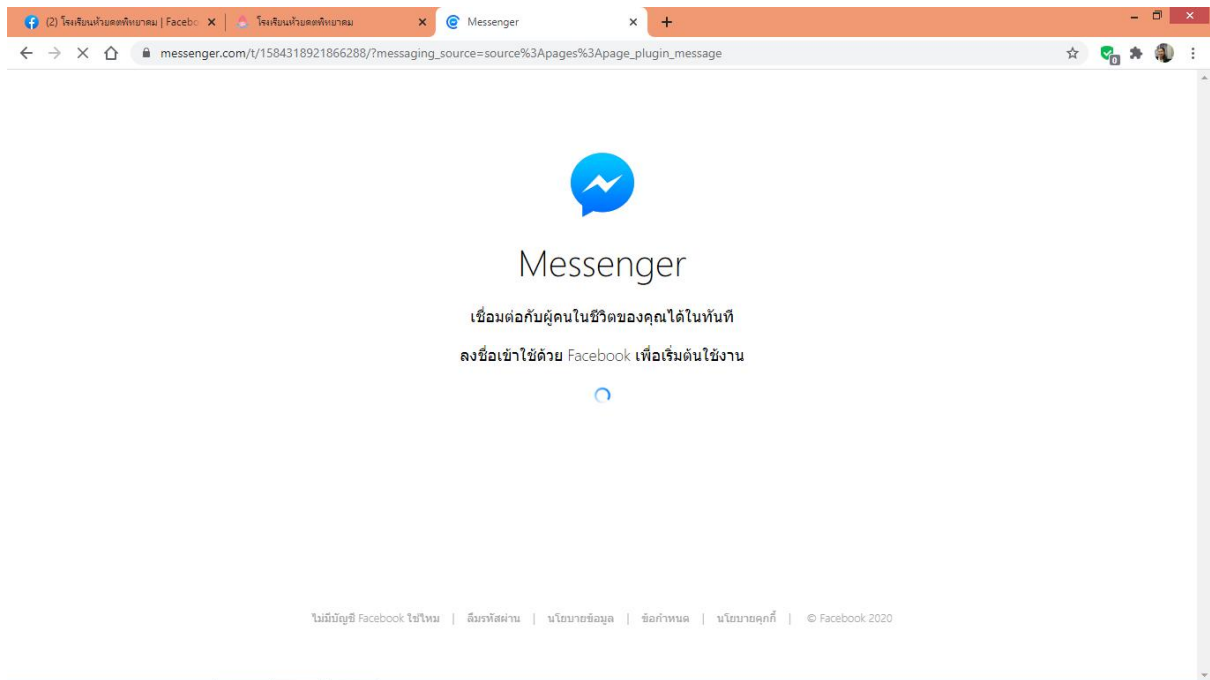 (2) โรงเรียนห้วยตตพิทยาคม | Facebo
โรงเรียนห้วยตตพิทยาคม
Messenger
messenger.com/t/1584318921866288/?messaging_source=source%3Apages%3Apage_plugin_message
0
Messenger
เชื่อมต่อกับผู้คนในชีวิตของคุณได้ในทันที
ลงชื่อเข้าใช้ด้วย Facebook เพื่อเริ่มต้นใช้งาน
ไม่มีบัญชี Facebook ใช่ไหม | ลืมรหัสผ่าน | นโยบายข้อมูล | ข้อกำหนด | นโยบายคุกกี้ | © Facebook 2020